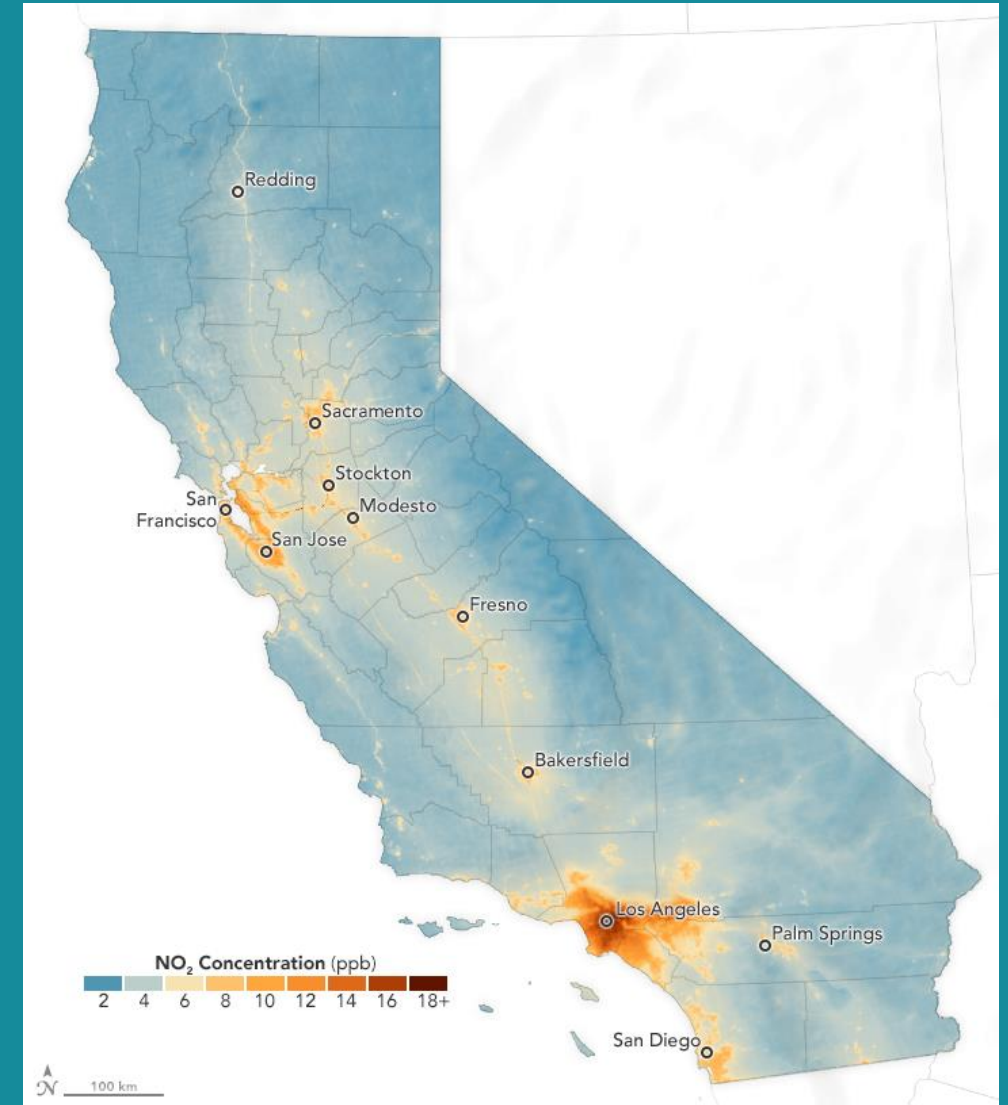 Redding
Sacramento
Stockton
Modesto
San
Francisco
San Jose
Fresno
Bakersfield
Los Angeles
Palm Springs
San Diego
NO₂ Concentration (ppb)
2 4 6 8 10 12 14 16 18+
N 100 km